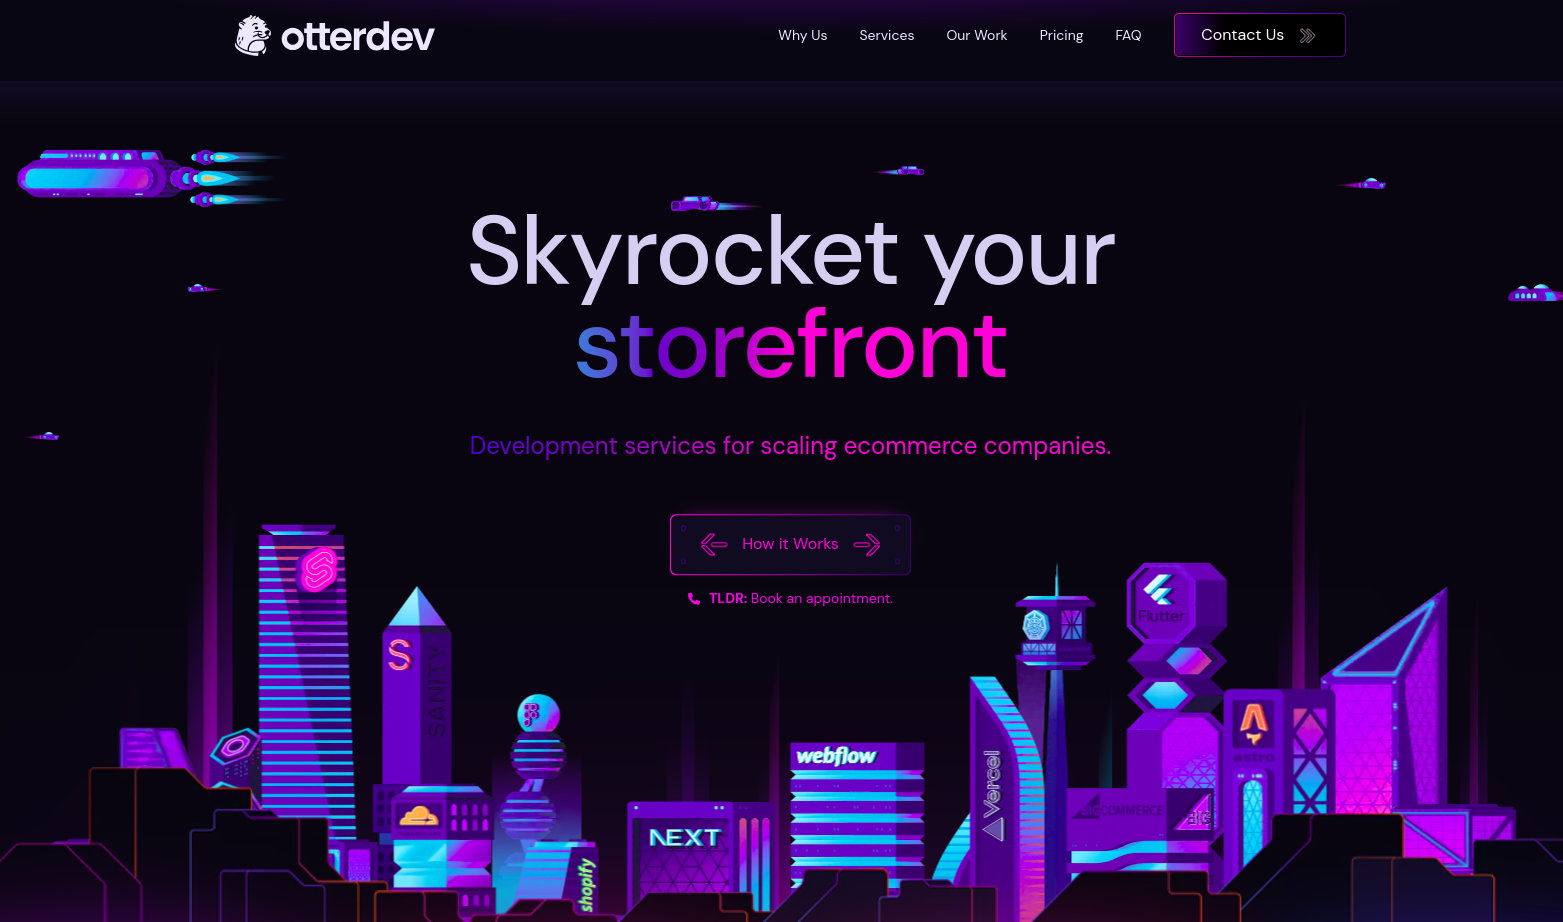 otterdev
Why Us
Services
Our Work
Pricing
FAQ
Contact Us
Skyrocket your
storefront
Development services for scaling ecommerce companies.
How it Works
TLDR: Book an appointment.
Flutter
SANITY
webflow
Vercel
astro
BIGCOMMERCE
NEXT
shopify